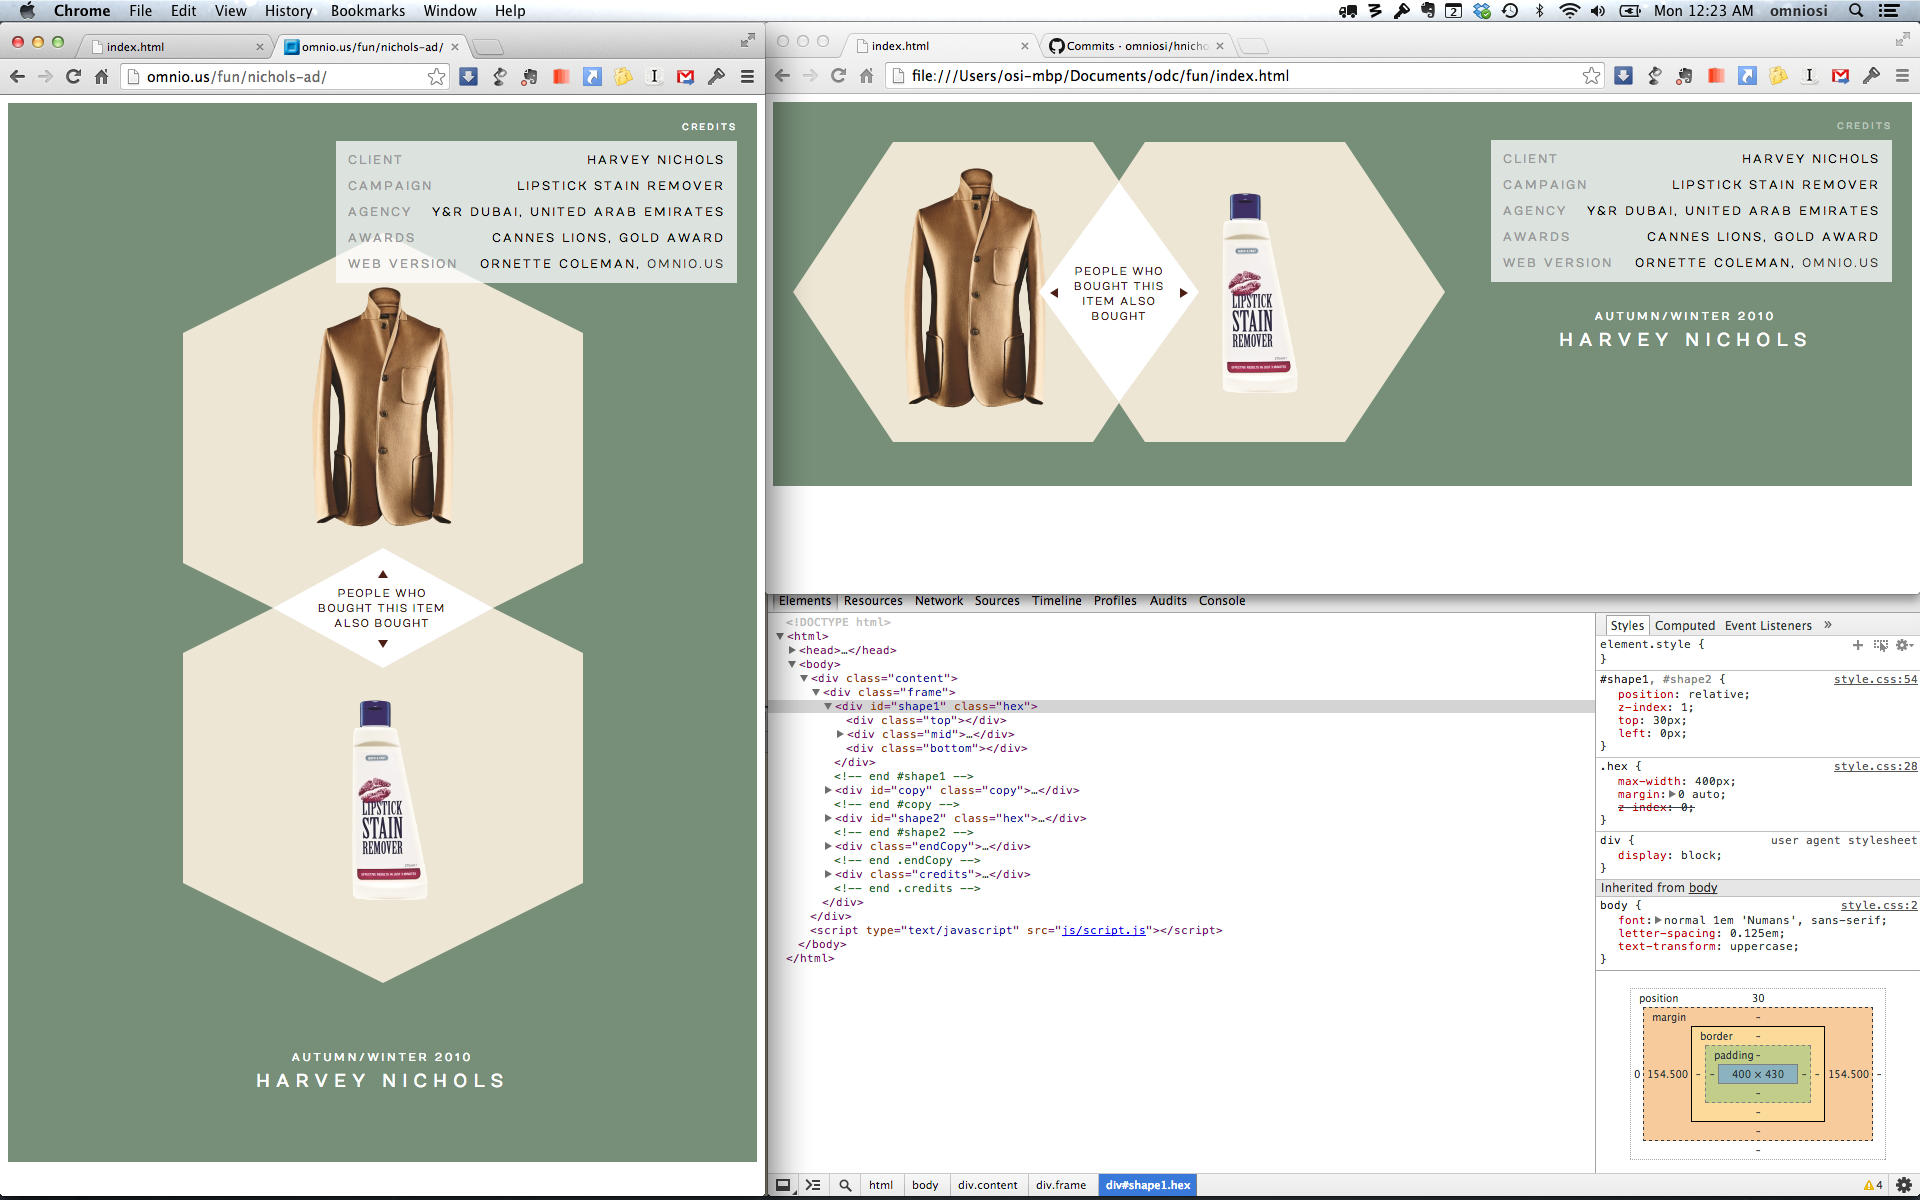 Chrome File Edit View History Bookmarks Window Help
2
Mon 12:23 AM omniosi
index.html
omnio.us/fun/nichols-ad/
omnio.us/fun/nichols-ad/
CREDITS
CLIENT HARVEY NICHOLS
CAMPAIGN LIPSTICK STAIN REMOVER
AGENCY Y&R DUBAI, UNITED ARAB EMIRATES
AWARDS CANNES LIONS, GOLD AWARD
WEB VERSION ORNETTE COLEMAN, OMNIO.US
PEOPLE WHO
BOUGHT THIS ITEM
ALSO BOUGHT
LIPSTICK
STAIN
REMOVER
EFFECTIVE RESULTS IN JUST 5 MINUTES
AUTUMN/WINTER 2010
HARVEY NICHOLS
index.html
Commits · omniosi/hnicho
file:///Users/osi-mbp/Documents/odc/fun/index.html
CREDITS
CLIENT HARVEY NICHOLS
CAMPAIGN LIPSTICK STAIN REMOVER
AGENCY Y&R DUBAI, UNITED ARAB EMIRATES
AWARDS CANNES LIONS, GOLD AWARD
WEB VERSION ORNETTE COLEMAN, OMNIO.US
PEOPLE WHO
BOUGHT THIS
ITEM ALSO
BOUGHT
LIPSTICK
STAIN
REMOVER
AUTUMN/WINTER 2010
HARVEY NICHOLS
Elements Resources Network Sources Timeline Profiles Audits Console
<!DOCTYPE html>
<html>
<head>…</head>
<body>
<div class="content">
<div class="frame">
<div id="shape1" class="hex">
<div class="top"></div>
<div class="mid">…</div>
<div class="bottom"></div>
</div>
<!-- end #shape1 -->
<div id="copy" class="copy">…</div>
<!-- end #copy -->
<div id="shape2" class="hex">…</div>
<!-- end #shape2 -->
<div class="endCopy">…</div>
<!-- end .endCopy -->
<div class="credits">…</div>
<!-- end .credits -->
</div>
</div>
<script type="text/javascript" src="js/script.js"></script>
</body>
</html>
Styles Computed Event Listeners »
element.style {
}
#shape1, #shape2 { style.css:54
position: relative;
z-index: 1;
top: 30px;
left: 0px;
}
.hex { style.css:28
max-width: 400px;
margin: 0 auto;
z-index: 0;
}
div { user agent stylesheet
display: block;
}
Inherited from body
body { style.css:2
font: normal 1em 'Numans', sans-serif;
letter-spacing: 0.125em;
text-transform: uppercase;
}
position 30
margin -
border -
padding -
0 154.500 - - 400 × 430 - - 154.500 -
-
-
-
-
html body div.content div.frame div#shape1.hex
4